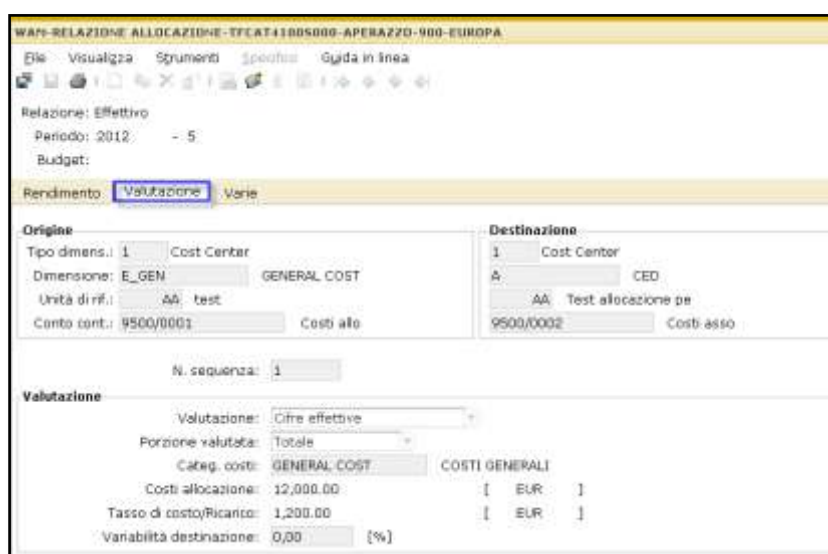 WAM-RELAZIONE ALLOCAZIONE-TFCAT4100S000-APERAZZO-900-EUROPA
File Visualizza Strumenti Specifico Guida in linea
Relazione: Effettivo
Periodo: 2012 - 5
Budget:
Rendimento Valutazione Varie
Origine Destinazione
Tipo dimens.: 1 Cost Center 1 Cost Center
Dimensione: E_GEN GENERAL COST A CED
Unità di rif.: AA test AA Test allocazione pe
Conto cont.: 9500/0001 Costi allo 9500/0002 Costi asso
N. sequenza: 1
Valutazione
Valutazione: Cifre effettive
Porzione valutata: Totale
Categ. costi: GENERAL COST COSTI GENERALI
Costi allocazione: 12,000.00 [ EUR ]
Tasso di costo/Ricarico: 1,200.00 [ EUR ]
Variabilità destinazione: 0,00 [%]